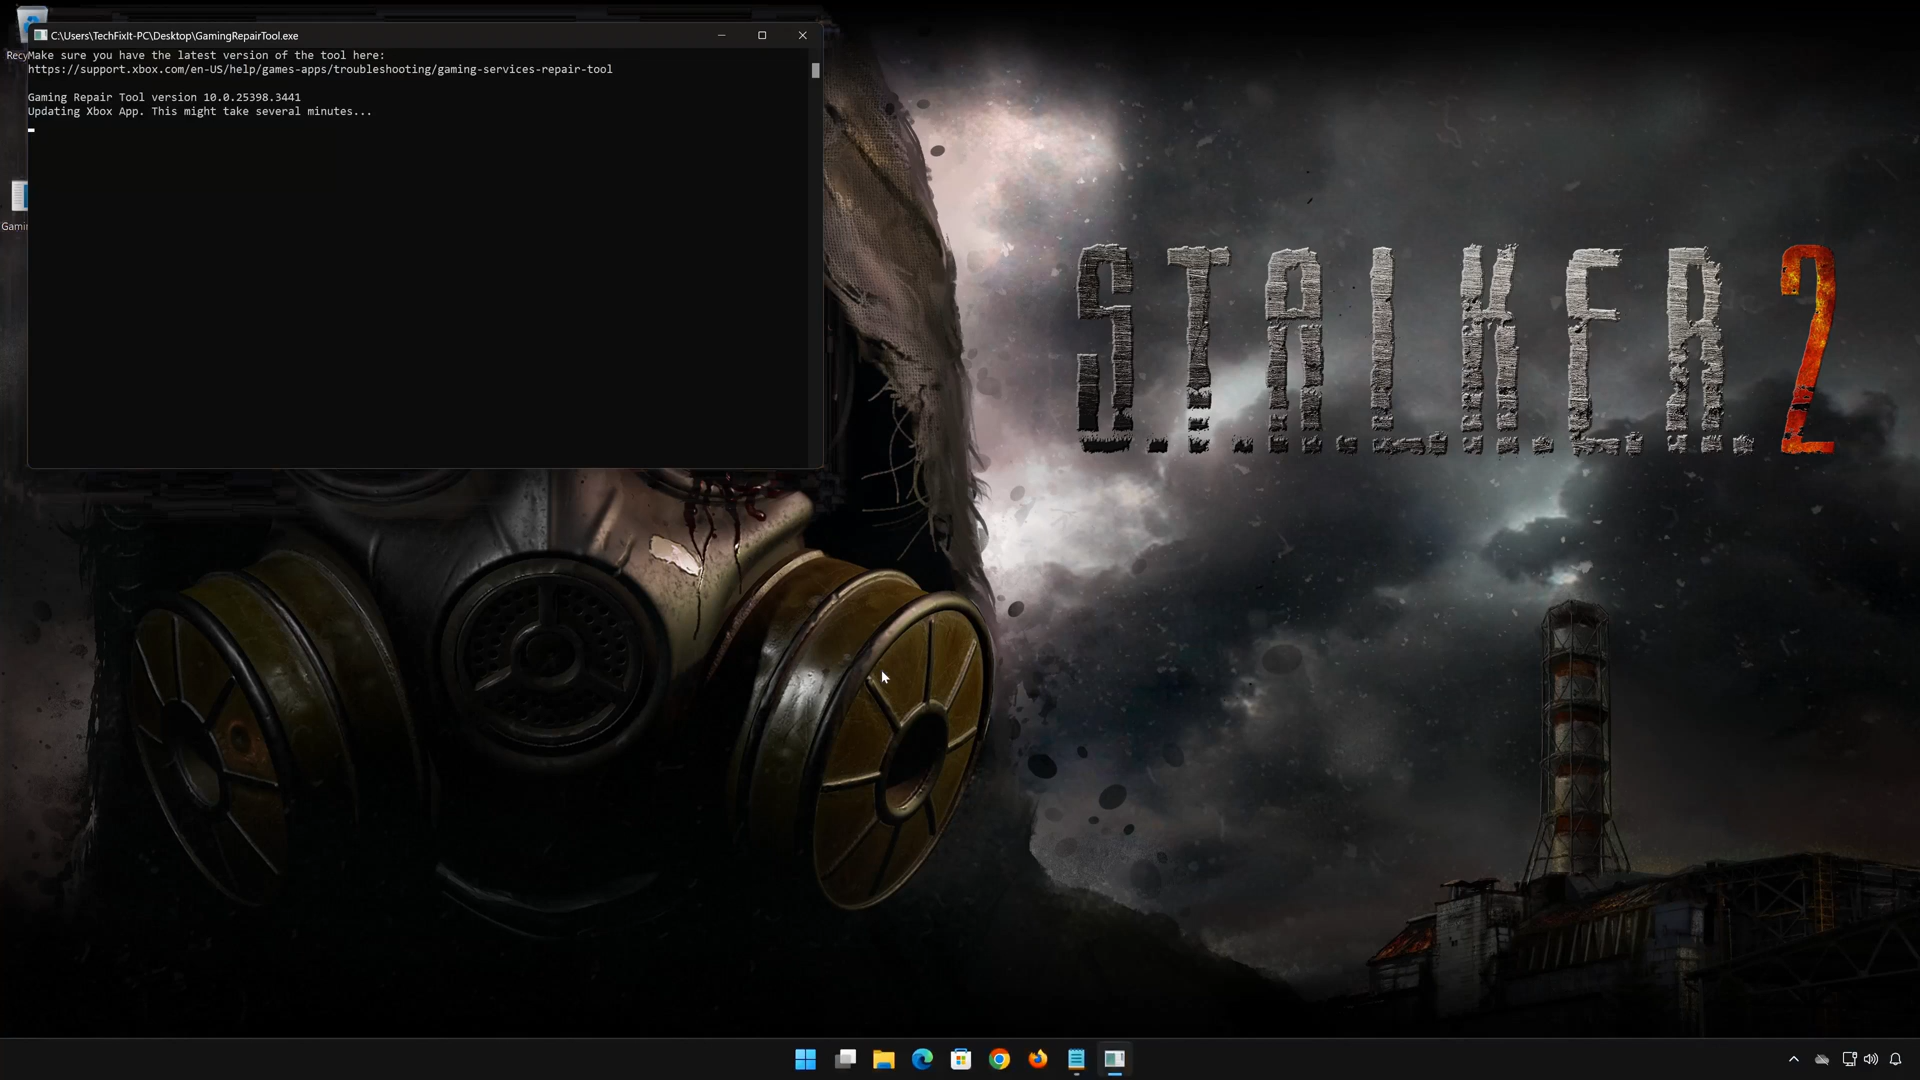 C:\Users\TechFixIt-PC\Desktop\GamingRepairTool.exe
Make sure you have the latest version of the tool here:
https://support.xbox.com/en-US/help/games-apps/troubleshooting/gaming-services-repair-tool
Gaming Repair Tool version 10.0.25398.3441
Updating Xbox App. This might take several minutes...
Recy
Gamin
S.T.A.L.K.E.R. 2